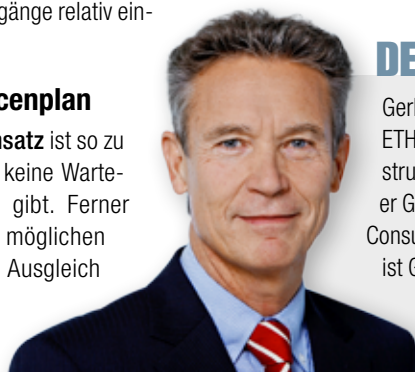 gänge relativ ein-
cenplan
satz ist so zu
keine Warte-
gibt. Ferner
möglichen
Ausgleich
DE
Gerh
ETH
stru
er G
Consu
ist G